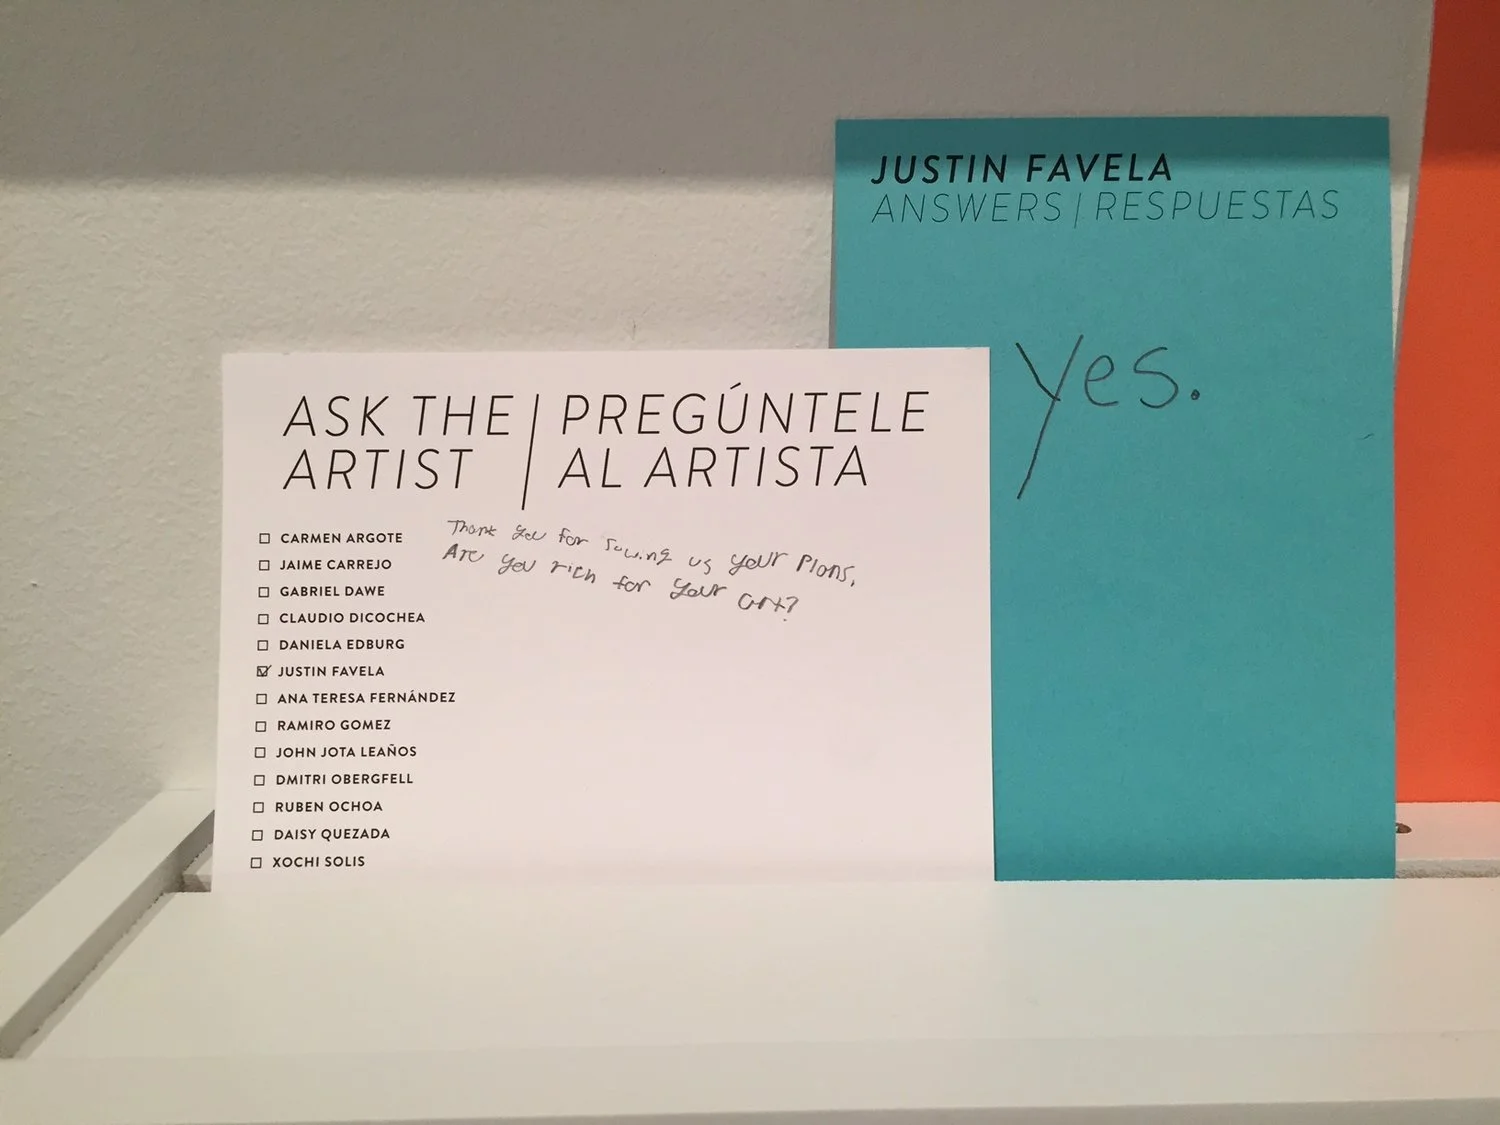 JUSTIN FAVELA
ANSWERS | RESPUESTAS
yes.
ASK THE ARTIST | PREGÚNTELE AL ARTISTA
CARMEN ARGOTE
JAIME CARREJO
GABRIEL DAWE
CLAUDIO DICOCHEA
DANIELA EDBURG
JUSTIN FAVELA
ANA TERESA FERNÁNDEZ
RAMIRO GOMEZ
JOHN JOTA LEAÑOS
DMITRI OBERGFELL
RUBEN OCHOA
DAISY QUEZADA
XOCHI SOLIS
Thank you for us your
Are you rich for your art?